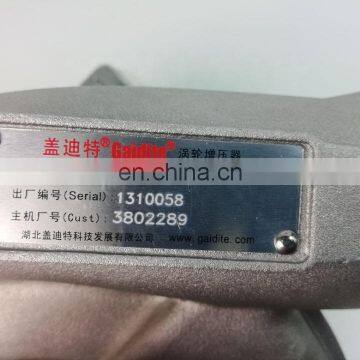 盖迪特® Gaidite® 涡轮增压器
en.china.cn
出厂编号(Serial): 1310058
主机厂号(Cust): 3802289
湖北盖迪特科技发展有限公司 www.gaidite.com